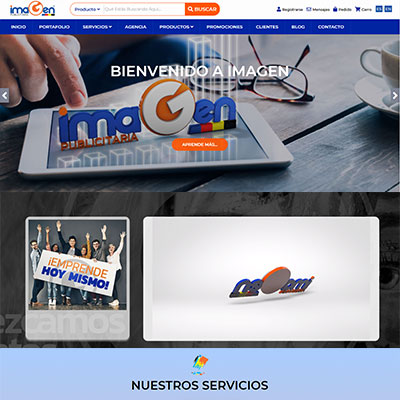 imaGen
Producto
Que Estás Buscando Aquí...
BUSCAR
Registrarse
Mensajes
Pedido
Carro
ES
EN
INICIO
PORTAFOLIO
SERVICIOS
AGENCIA
PRODUCTOS
PROMOCIONES
CLIENTES
BLOG
CONTACTO
BIENVENIDO A IMAGEN
imaGen
PUBLICITARIA
APRENDE MÁS...
¡EMPRENDE
HOY MISMO!
NUESTROS SERVICIOS